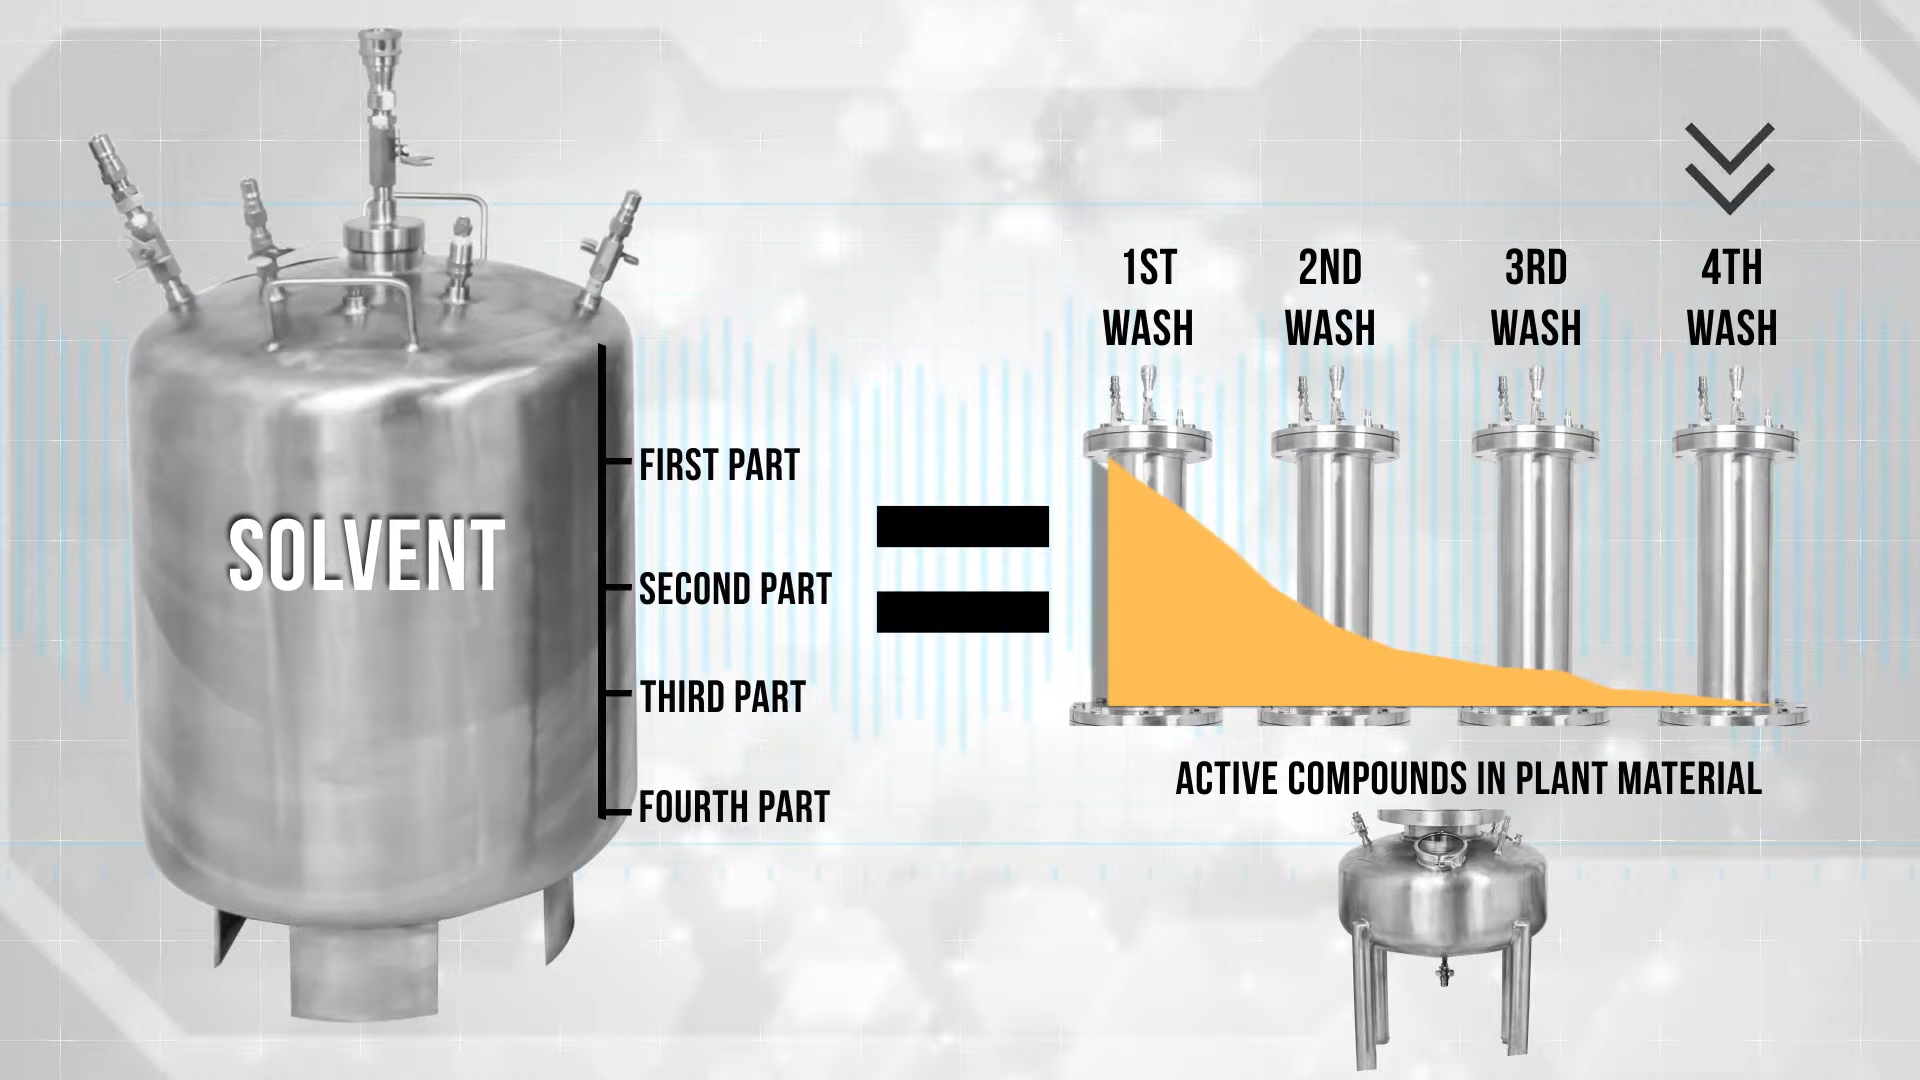 SOLVENT
FIRST PART
SECOND PART
THIRD PART
FOURTH PART
1ST
WASH
2ND
WASH
3RD
WASH
4TH
WASH
ACTIVE COMPOUNDS IN PLANT MATERIAL